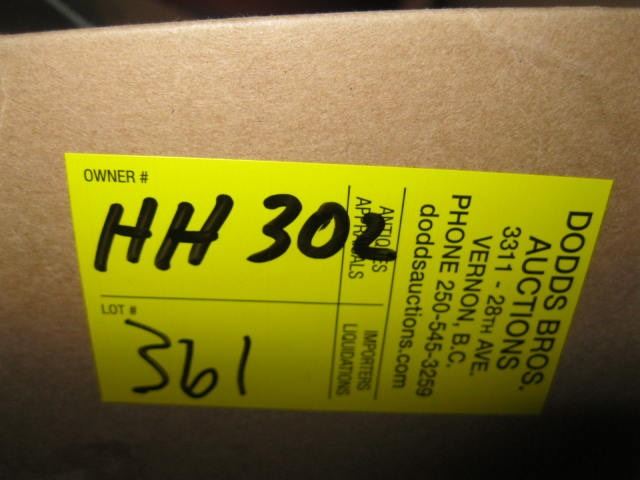 OWNER #
HH 302
LOT #
361
ANTIQUES
APPRAISALS
IMPORTERS
LIQUIDATIONS
DODDS BROS.
AUCTIONS
3311 - 28TH AVE.
VERNON, B.C.
PHONE 250-545-3259
doddsauctions.com